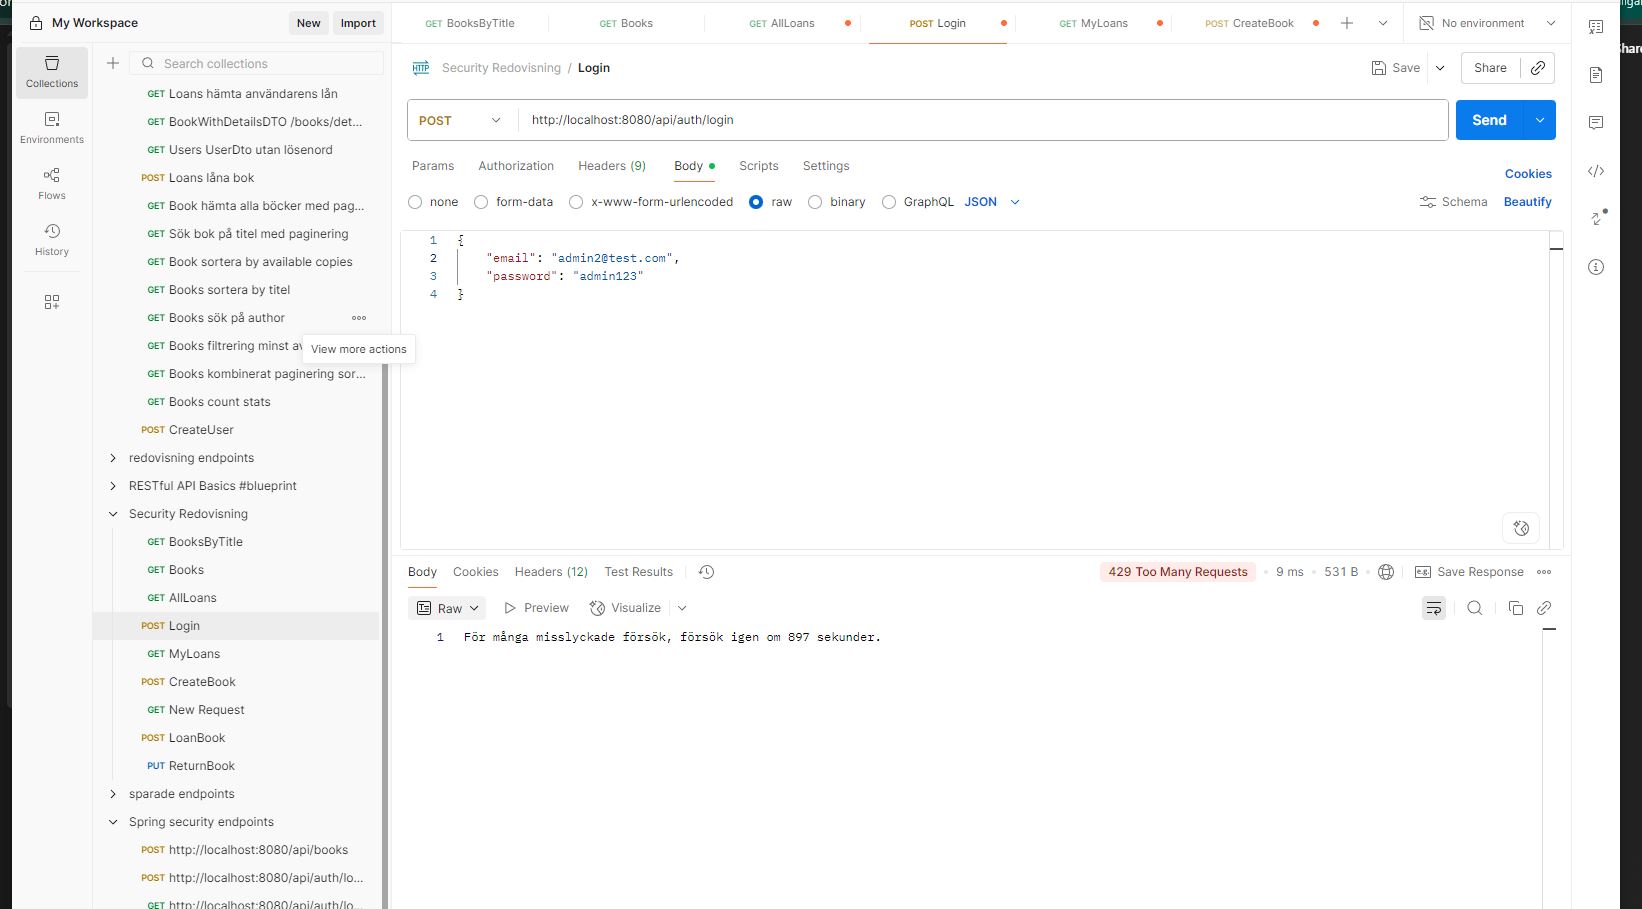 My Workspace
New
Import
GET BooksByTitle
GET Books
GET AllLoans
POST Login
GET MyLoans
POST CreateBook
No environment
Collections
Environments
Flows
History
Search collections
GET Loans hämta användarens lån
GET BookWithDetailsDTO /books/det...
GET Users UserDto utan lösenord
POST Loans låna bok
GET Book hämta alla böcker med pag...
GET Sök bok på titel med paginering
GET Book sortera by available copies
GET Books sortera by titel
GET Books sök på author
GET Books filtrering minst
View more actions
GET Books kombinerat paginering sor...
GET Books count stats
POST CreateUser
redovisning endpoints
RESTful API Basics #blueprint
Security Redovisning
GET BooksByTitle
GET Books
GET AllLoans
POST Login
GET MyLoans
POST CreateBook
GET New Request
POST LoanBook
PUT ReturnBook
sparade endpoints
Spring security endpoints
POST http://localhost:8080/api/books
POST http://localhost:8080/api/auth/lo...
GET http://localhost:8080/api/auth/lo...
HTTP Security Redovisning / Login
Save
Share
POST http://localhost:8080/api/auth/login
Send
Params Authorization Headers (9) Body Scripts Settings
Cookies
none form-data x-www-form-urlencoded raw binary GraphQL JSON
Schema Beautify
1 {
2 "email": "admin2@test.com",
3 "password": "admin123"
4 }
Body Cookies Headers (12) Test Results
429 Too Many Requests • 9 ms • 531 B
e.g. Save Response
Raw Preview Visualize
1 För många misslyckade försök, försök igen om 897 sekunder.